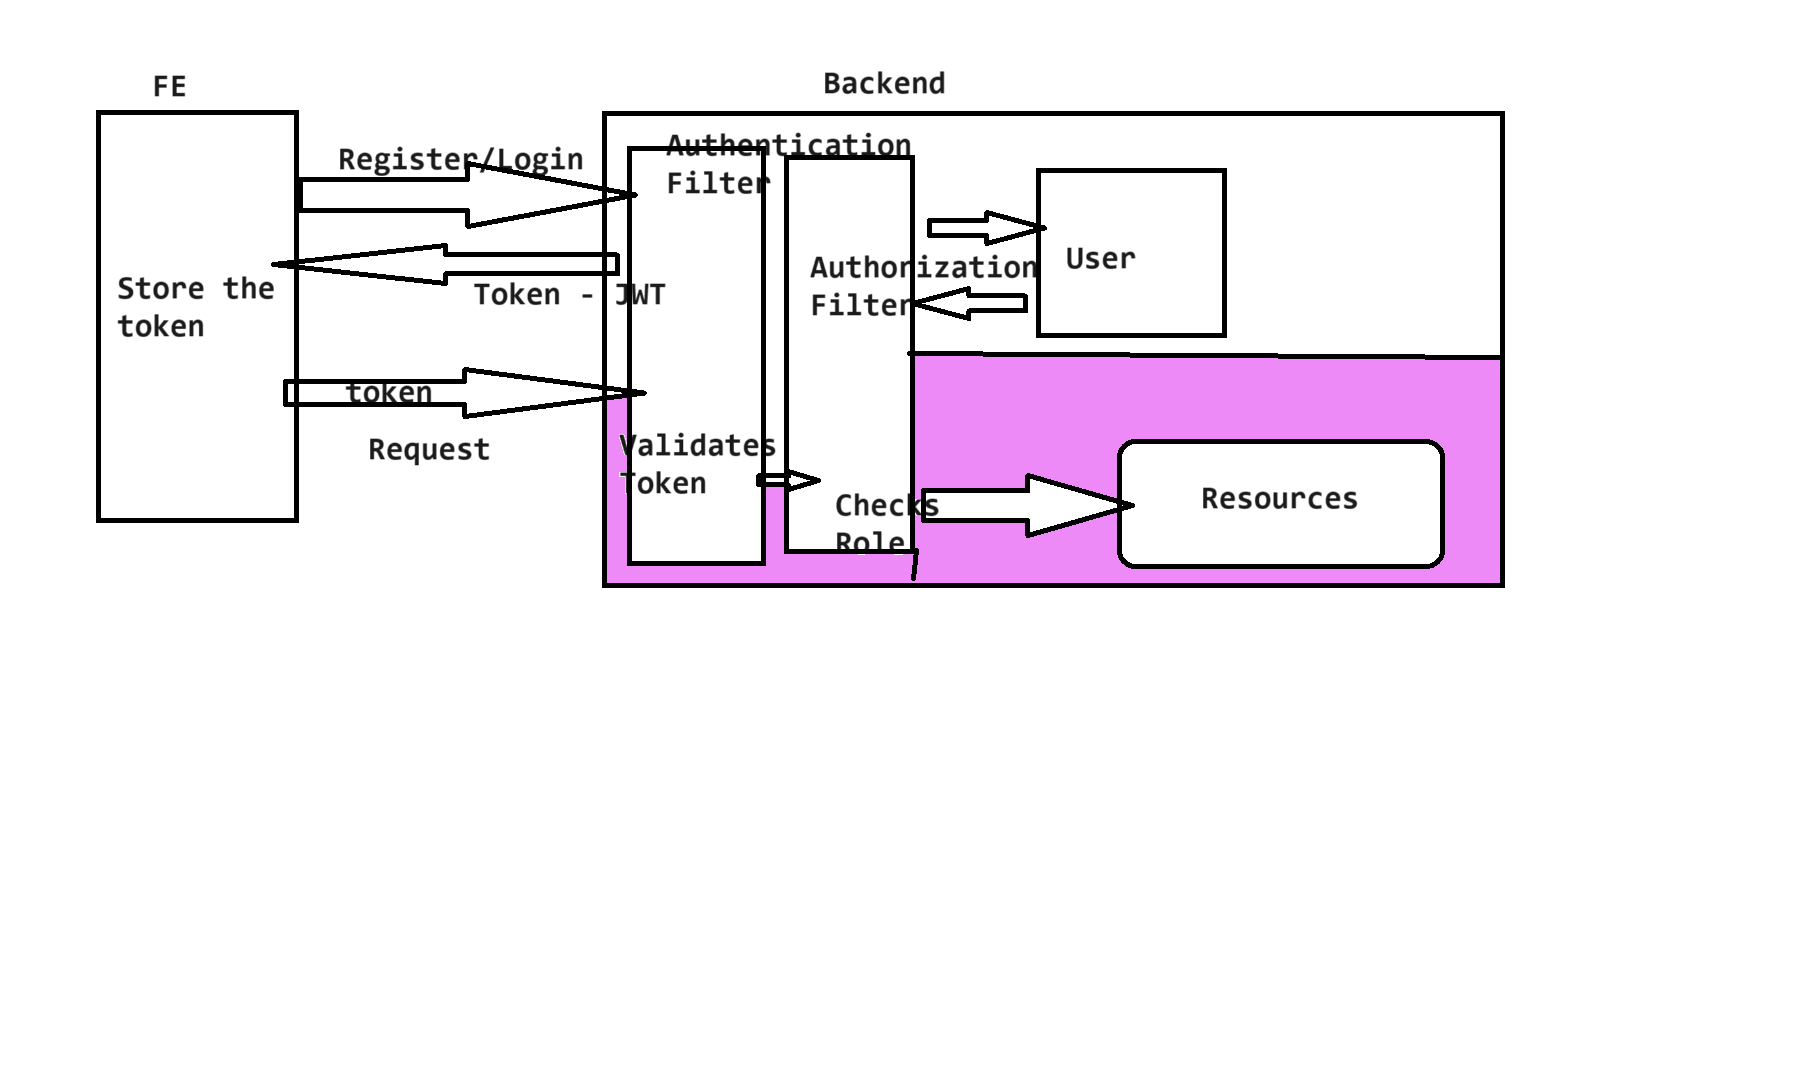 FE
Backend
Register/Login
Authentication
Filter
Store the
token
Token - JWT
Authorization
Filter
User
token
Request
Validates
Token
Checks
Role
Resources